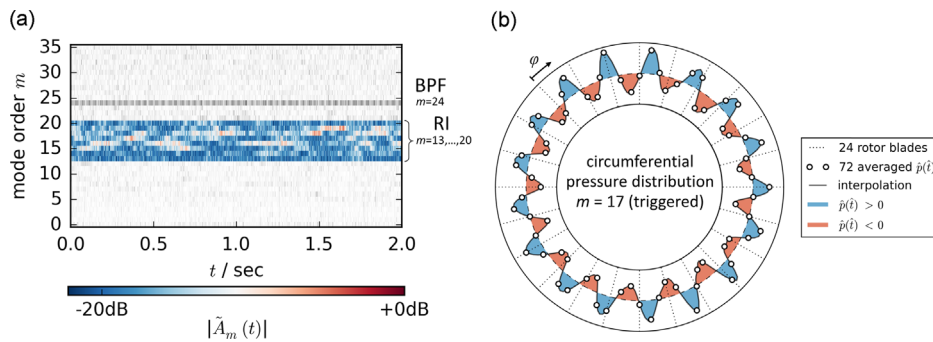 (a)
mode order m
35
30
25
20
15
10
5
0
0.0 0.5 1.0 1.5 2.0
t / sec
BPF
m=24
RI
m=13,...,20
-20dB +0dB
|Ã_m (t)|
(b)
φ
circumferential
pressure distribution
m = 17 (triggered)
24 rotor blades
72 averaged p̂(t̂)
interpolation
p̂(t̂) > 0
p̂(t̂) < 0